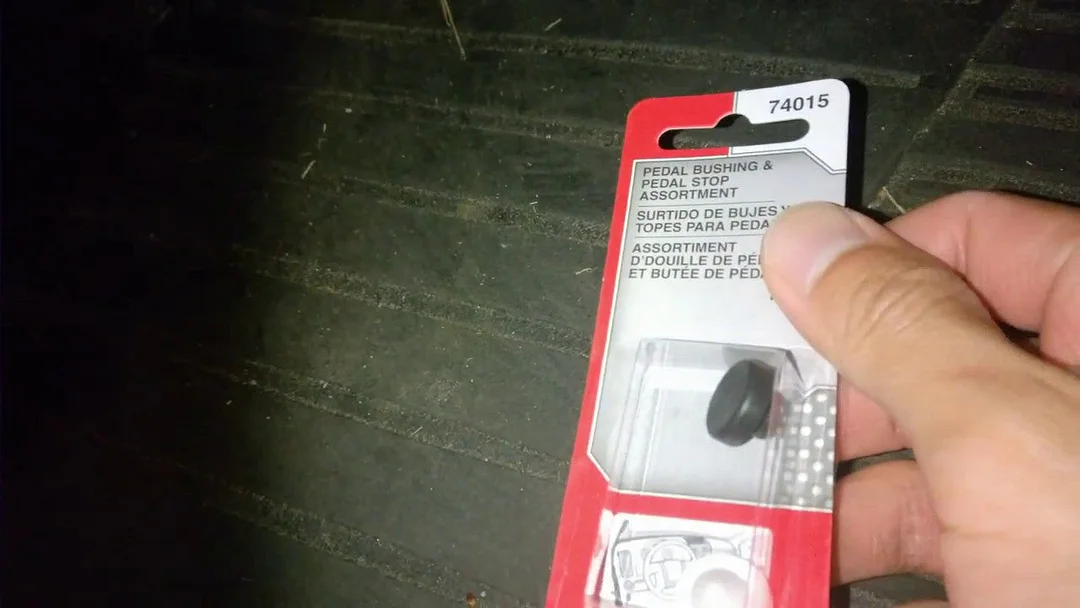 74015
PEDAL BUSHING &
PEDAL STOP
ASSORTMENT
SURTIDO DE BUJES Y
TOPES PARA
ASSORTIMENT
D'DOUILLE DE
ET BUTÉE DE